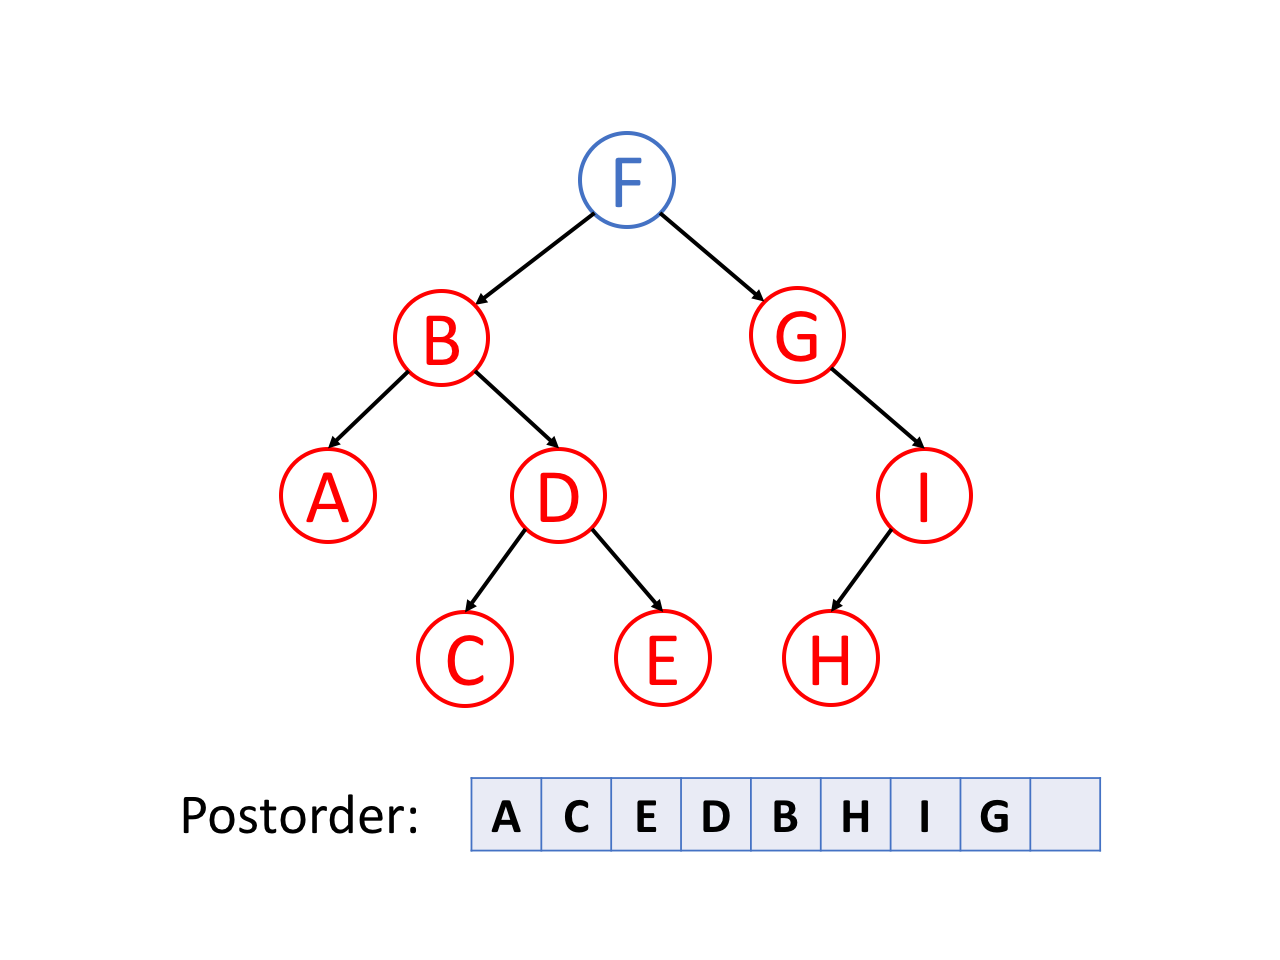 F
B G
A D I
C E H
Postorder: A C E D B H I G